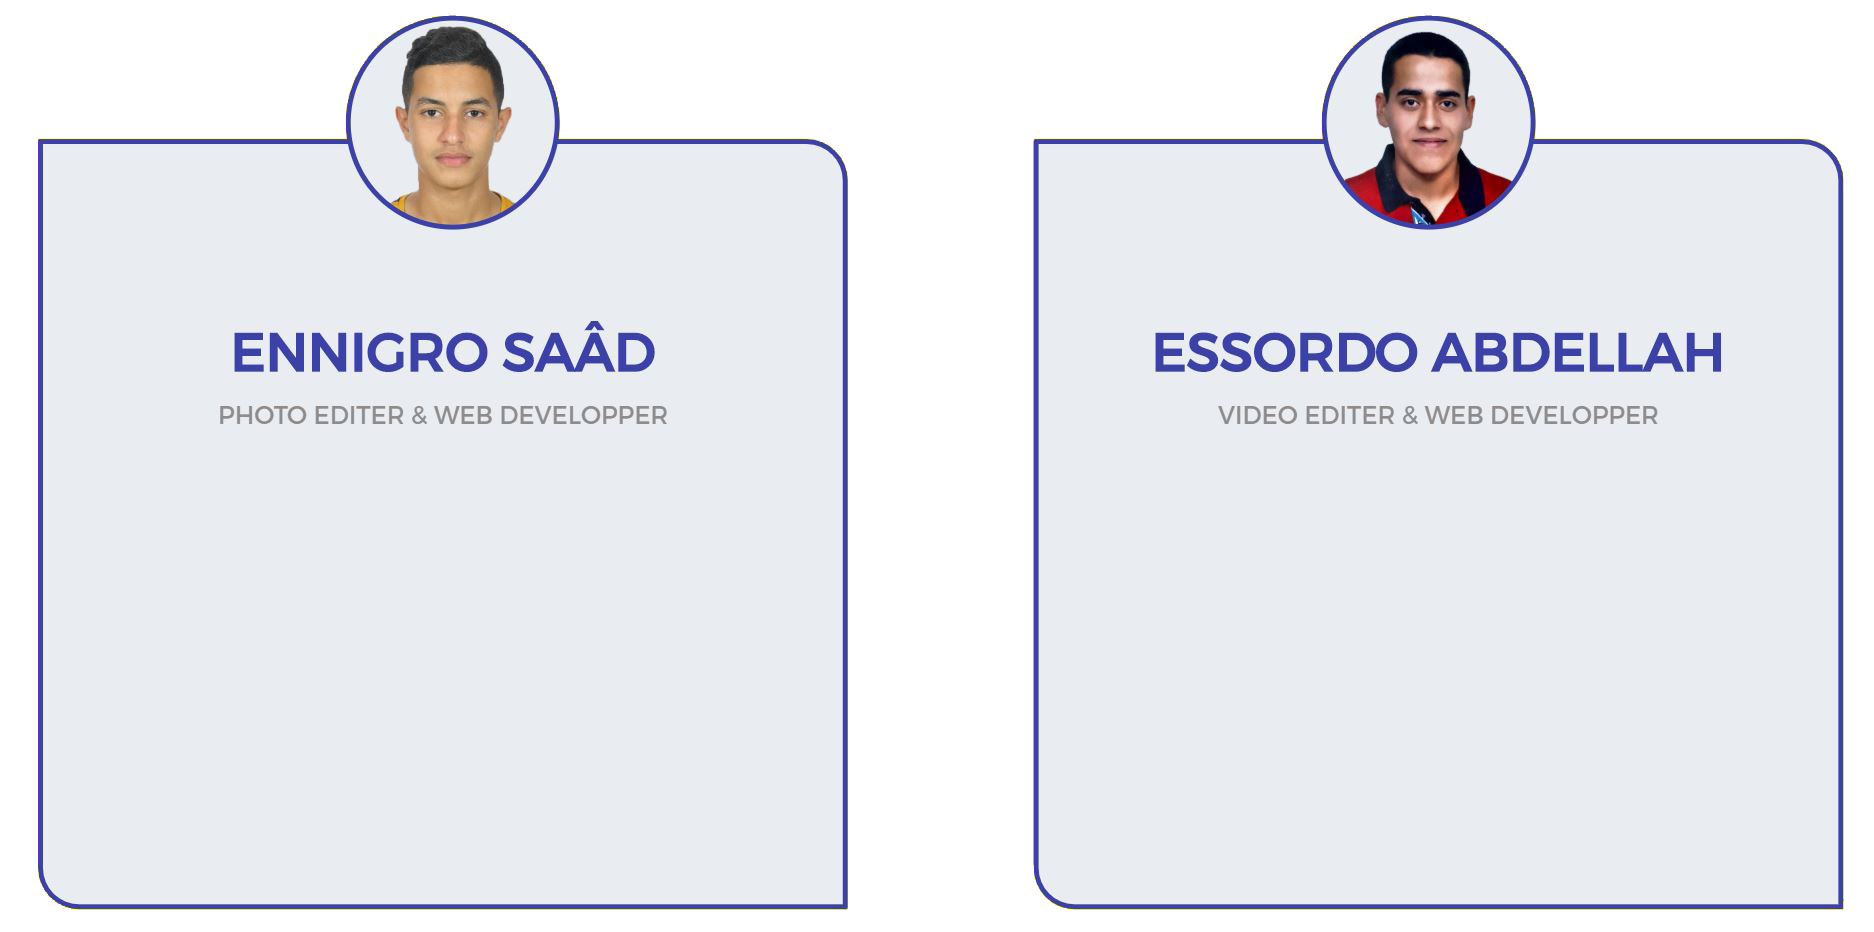 ENNIGRO SAÂD
PHOTO EDITER & WEB DEVELOPPER
ESSORDO ABDELLAH
VIDEO EDITER & WEB DEVELOPPER